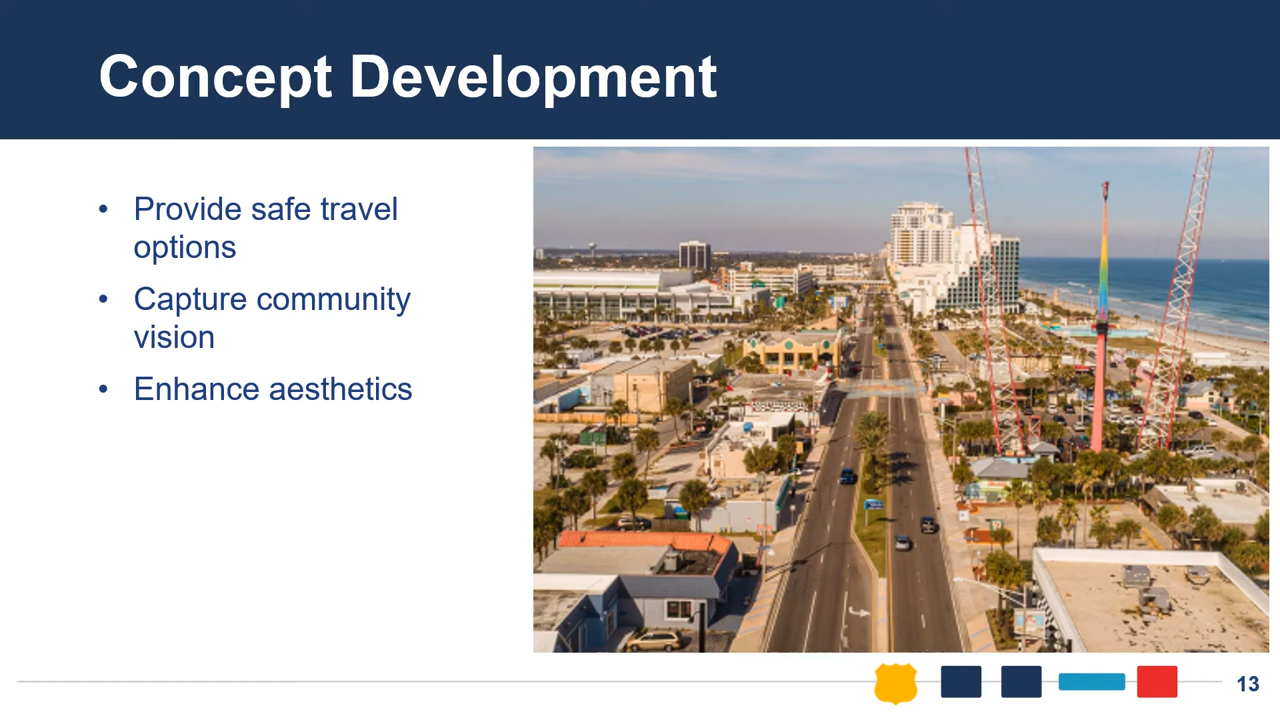 Concept Development
• Provide safe travel
options
• Capture community
vision
• Enhance aesthetics
13